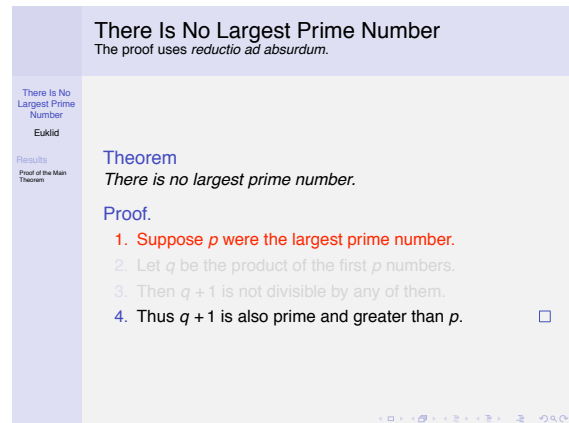 There Is No Largest Prime Number
The proof uses reductio ad absurdum.
There Is No
Largest Prime
Number
Euklid
Results
Proof of the Main
Theorem
Theorem
There is no largest prime number.
Proof.
1. Suppose p were the largest prime number.
2. Let q be the product of the first p numbers.
3. Then q + 1 is not divisible by any of them.
4. Thus q + 1 is also prime and greater than p.